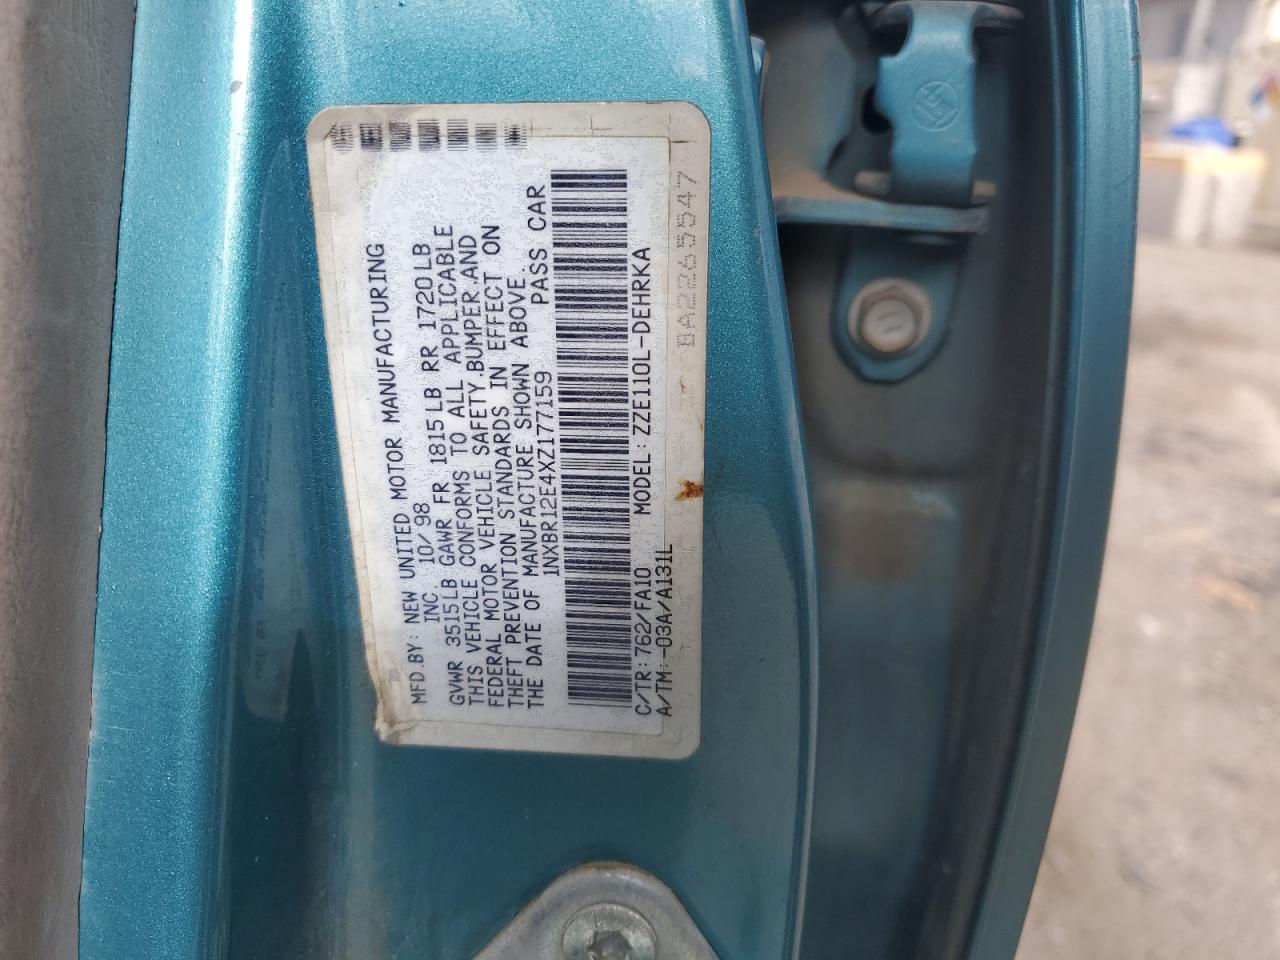 MFD.BY: NEW UNITED MOTOR MANUFACTURING
INC. 10/98
GVWR 3515LB GAWR FR 1815LB RR 1720LB
THIS VEHICLE CONFORMS TO ALL APPLICABLE
FEDERAL MOTOR VEHICLE SAFETY,BUMPER,AND
THEFT PREVENTION STANDARDS IN EFFECT ON
THE DATE OF MANUFACTURE SHOWN ABOVE.
1NXBR12E4XZ177159 PASS CAR
C/TR: 762/FA10 MODEL: ZZE110L-DEHRKA
A/TM: -03A/A131L
BA2265547